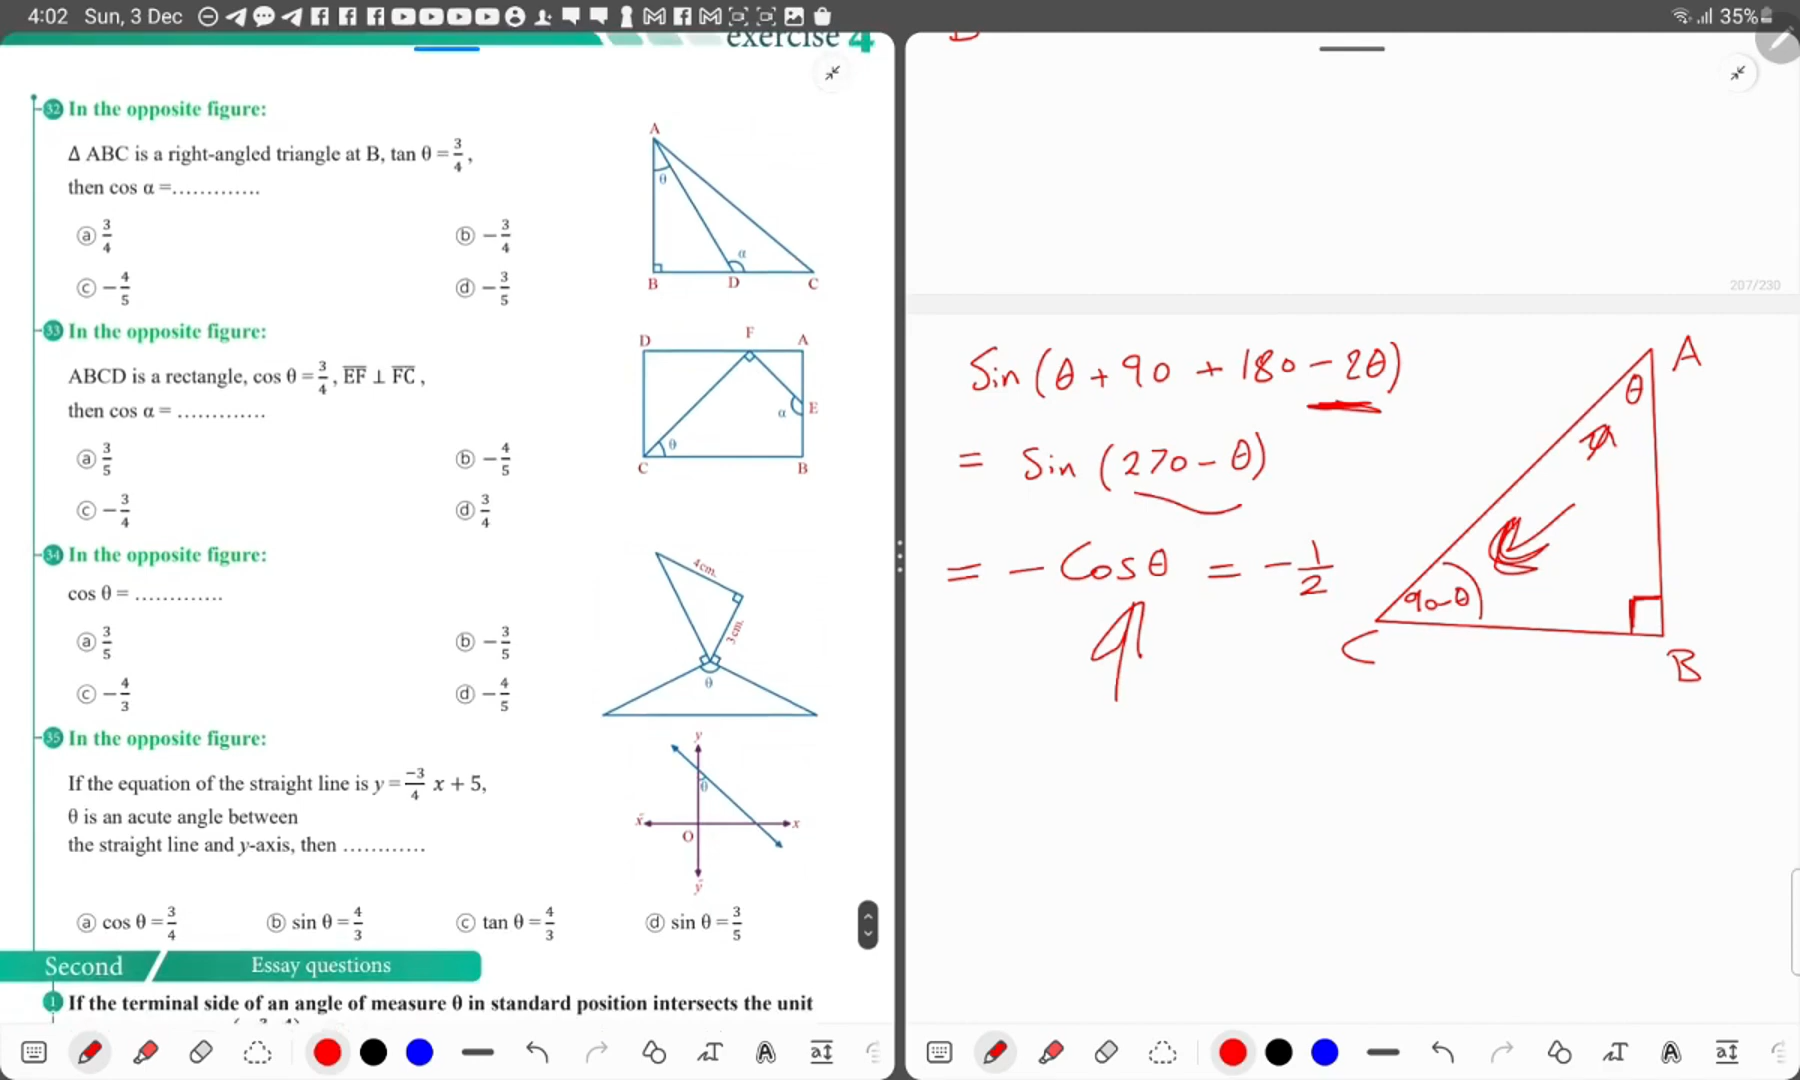 4:02 Sun, 3 Dec
35%
exercise 4
32 In the opposite figure:
Δ ABC is a right-angled triangle at B, tan θ = 3/4 ,
then cos α =.............
ⓐ 3/4
ⓑ − 3/4
ⓒ − 4/5
ⓓ − 3/5
A
θ
α
B D C
33 In the opposite figure:
ABCD is a rectangle, cos θ = 3/4 , EF ⊥ FC ,
then cos α = .............
ⓐ 3/5
ⓑ − 4/5
ⓒ − 3/4
ⓓ 3/4
D F A
α E
θ
C B
34 In the opposite figure:
cos θ = .............
ⓐ 3/5
ⓑ − 3/5
ⓒ − 4/3
ⓓ − 4/5
4cm.
3cm.
θ
35 In the opposite figure:
If the equation of the straight line is y = −3/4 x + 5,
θ is an acute angle between
the straight line and y-axis, then ............
y
θ
x́ x
O
ý
ⓐ cos θ = 3/4 ⓑ sin θ = 4/3 ⓒ tan θ = 4/3 ⓓ sin θ = 3/5
Second Essay questions
1 If the terminal side of an angle of measure θ in standard position intersects the unit
207/230
Sin (θ + 90 + 180 − 2θ)
= Sin (270 − θ)
= − Cosθ = − 1/2
A
θ
90-θ
C
B